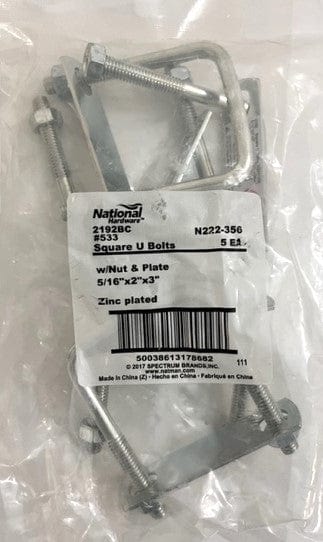 National
Hardware
2192BC
N222-356
#533
5 EA
Square U Bolts
w/Nut & Plate
5/16"x2"x3"
Zinc plated
50038613178682
111
© 2017 SPECTRUM BRANDS, INC.
www.natman.com
Made in China (Z) • Hecho en China • Fabriqué en China